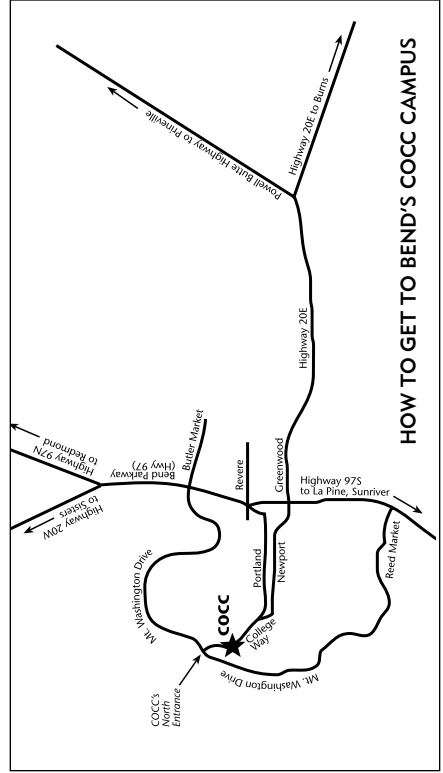 HOW TO GET TO BEND'S COCC CAMPUS
Powell Butte Highway to Prineville
Highway 20E to Burns
Highway 20E
Highway 97N
to Redmond
Highway 20W
to Sisters
Bend Parkway
(Hwy 97)
Butler Market
Revere
Greenwood
Highway 97S
to La Pine, Sunriver
Mt. Washington Drive
Portland
Newport
Reed Market
COCC
College
Way
COCC's
North
Entrance
Mt. Washington Drive